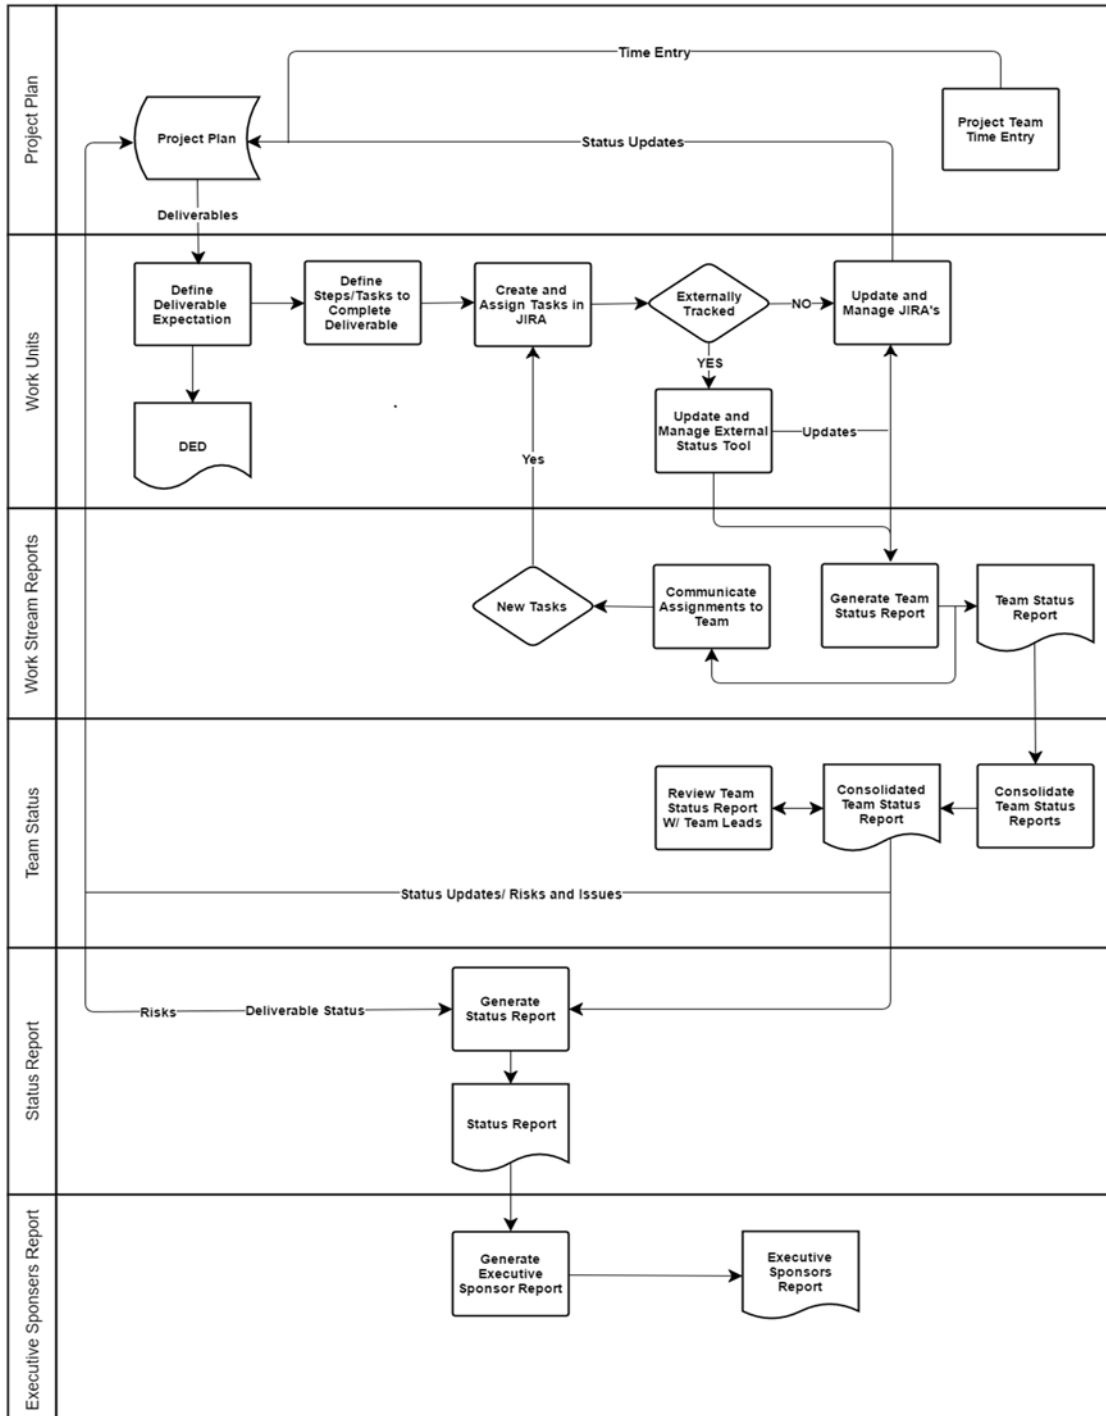 Project Plan
Time Entry
Project Plan
Project Team
Time Entry
Status Updates
Deliverables
Work Units
Define
Deliverable
Expectation
Define
Steps/Tasks to
Complete
Deliverable
Create and
Assign Tasks in
JIRA
Externally
Tracked
NO
Update and
Manage JIRA's
YES
DED
Update and
Manage External
Status Tool
Updates
Yes
Work Stream Reports
New Tasks
Communicate
Assignments to
Team
Generate Team
Status Report
Team Status
Report
Team Status
Review Team
Status Report
W/ Team Leads
Consolidated
Team Status
Report
Consolidate
Team Status
Reports
Status Updates/ Risks and Issues
Status Report
Risks
Deliverable Status
Generate
Status Report
Status Report
Executive Sponsers Report
Generate
Executive
Sponsor Report
Executive
Sponsors
Report